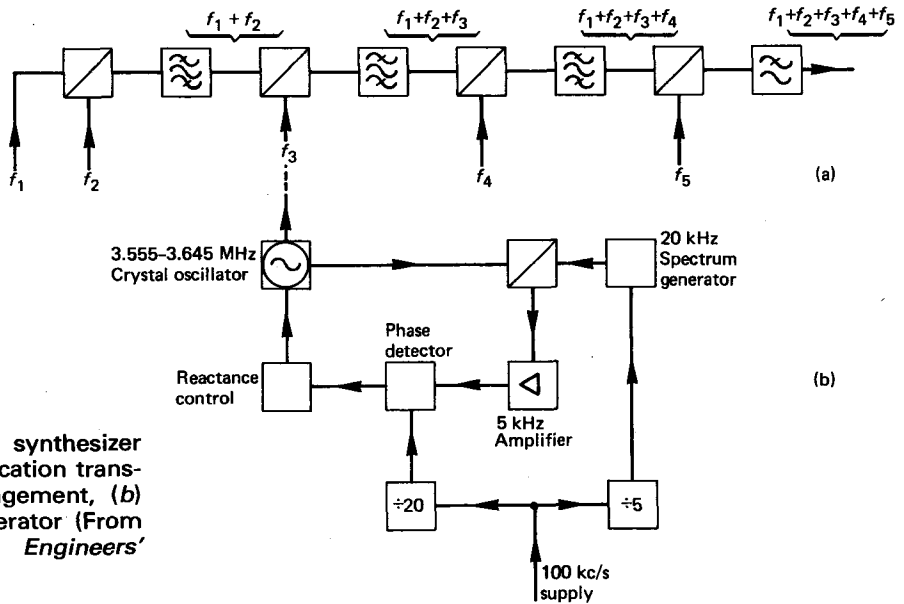 f1 + f2
f1+f2+f3
f1+f2+f3+f4
f1+f2+f3+f4+f5
f3
f1
f2
f4
f5
(a)
3.555–3.645 MHz
Crystal oscillator
20 kHz
Spectrum
generator
Phase
detector
Reactance
control
5 kHz
Amplifier
(b)
synthesizer
cation trans-
gement, (b)
erator (From
Engineers'
÷20
÷5
100 kc/s
supply